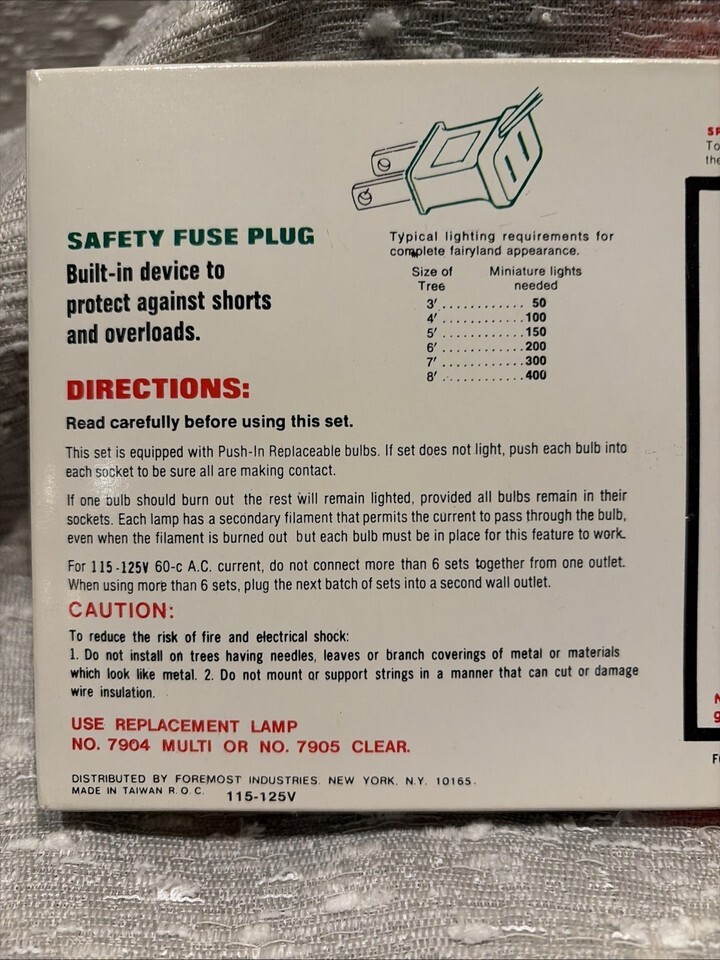 SAFETY FUSE PLUG
Built-in device to
protect against shorts
and overloads.
Typical lighting requirements for
complete fairyland appearance.
Size of Miniature lights
Tree needed
3' ............ 50
4' ............ 100
5' ............ 150
6' ............ 200
7' ............ 300
8' ............ 400
DIRECTIONS:
Read carefully before using this set.
This set is equipped with Push-In Replaceable bulbs. If set does not light, push each bulb into
each socket to be sure all are making contact.
If one bulb should burn out the rest will remain lighted, provided all bulbs remain in their
sockets. Each lamp has a secondary filament that permits the current to pass through the bulb,
even when the filament is burned out but each bulb must be in place for this feature to work.
For 115-125V 60-c A.C. current, do not connect more than 6 sets together from one outlet.
When using more than 6 sets, plug the next batch of sets into a second wall outlet.
CAUTION:
To reduce the risk of fire and electrical shock:
1. Do not install on trees having needles, leaves or branch coverings of metal or materials
which look like metal. 2. Do not mount or support strings in a manner that can cut or damage
wire insulation.
USE REPLACEMENT LAMP
NO. 7904 MULTI OR NO. 7905 CLEAR.
DISTRIBUTED BY FOREMOST INDUSTRIES. NEW YORK, N.Y. 10165.
MADE IN TAIWAN R.O.C. 115-125V